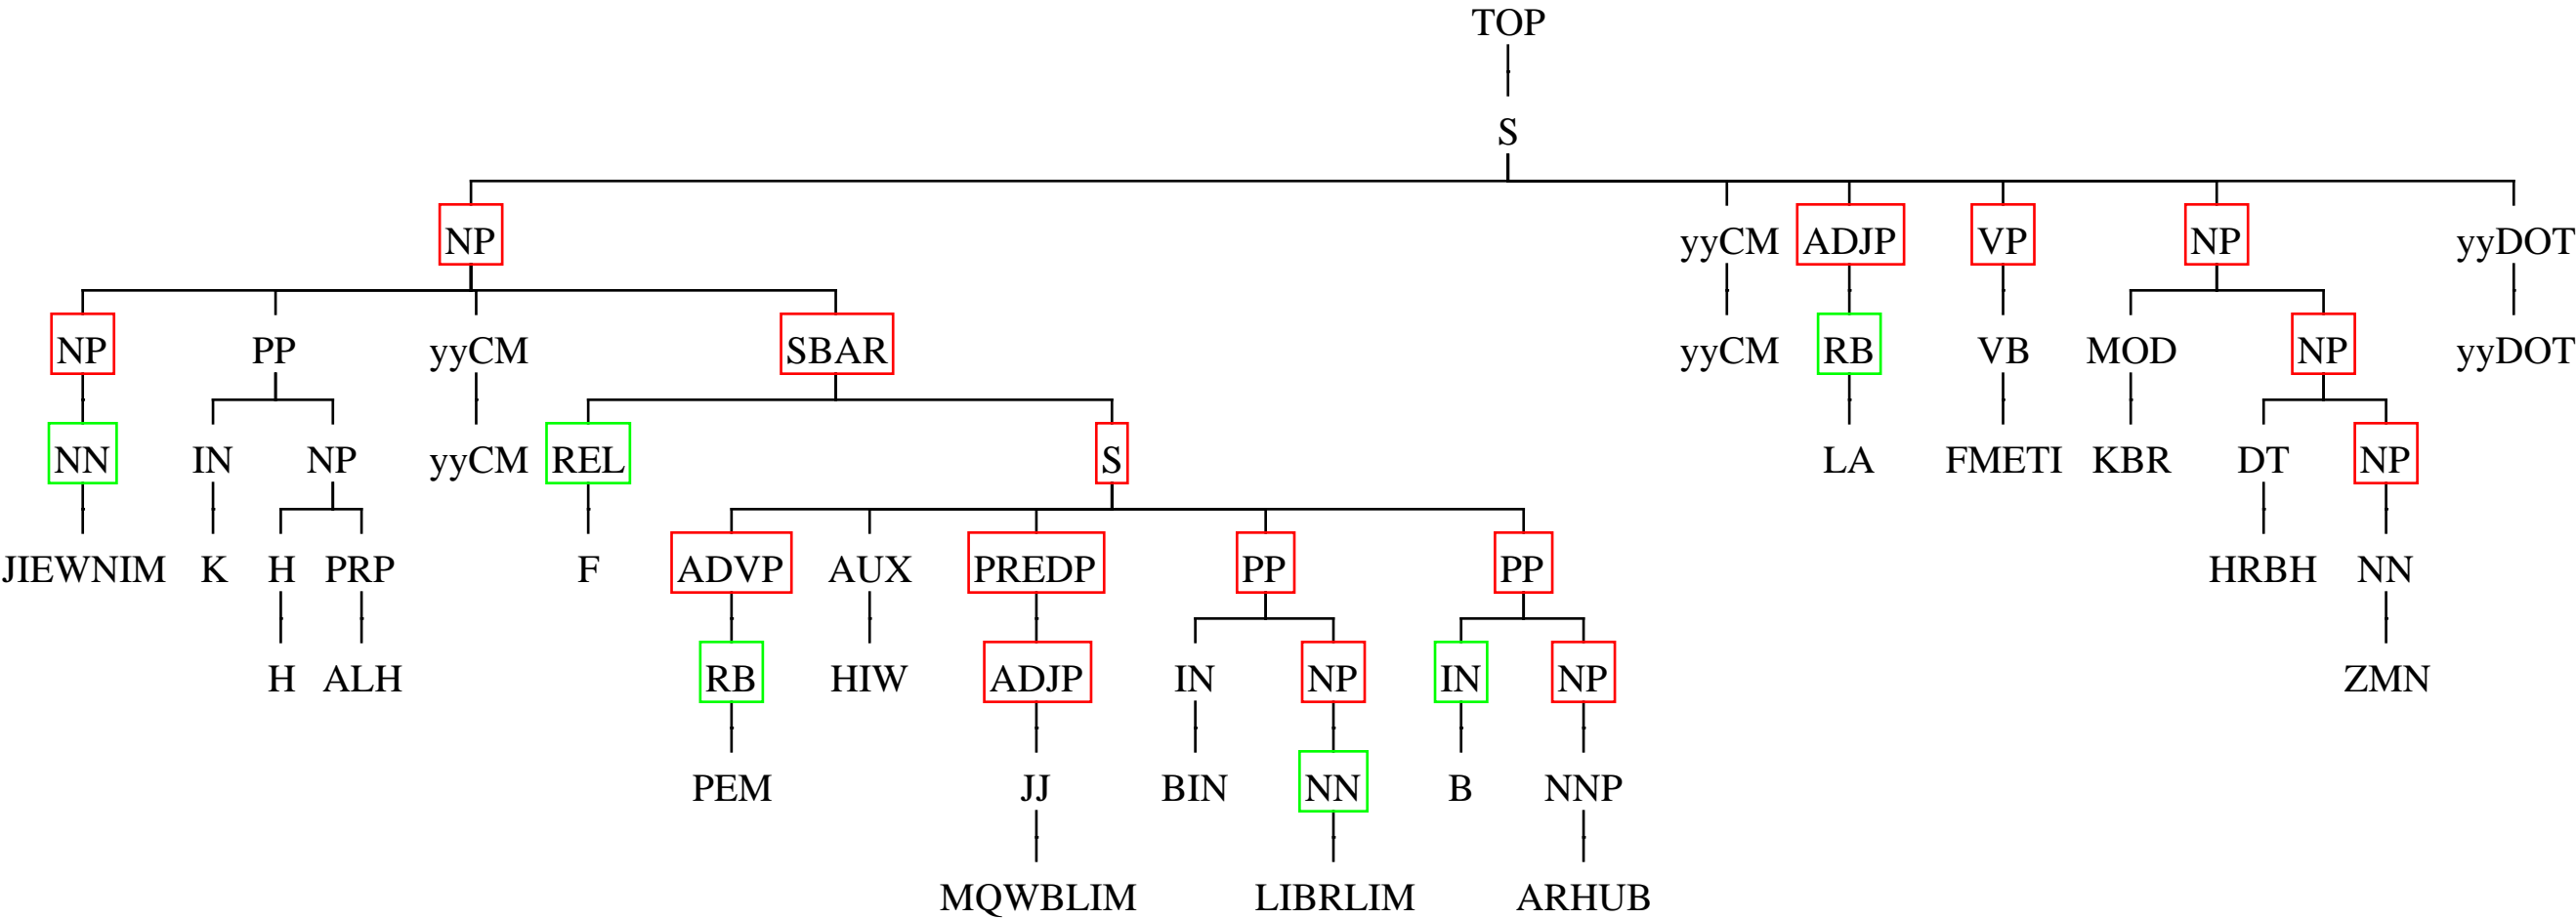 TOP
S
NP yyCM ADJP VP NP yyDOT
NP PP yyCM SBAR yyCM RB VB MOD NP yyDOT
NN IN NP yyCM REL S LA FMETI KBR DT NP
JIEWNIM K H PRP F ADVP AUX PREDP PP PP HRBH NN
H ALH RB HIW ADJP IN NP IN NP ZMN
PEM JJ BIN NN B NNP
MQWBLIM LIBRLIM ARHUB